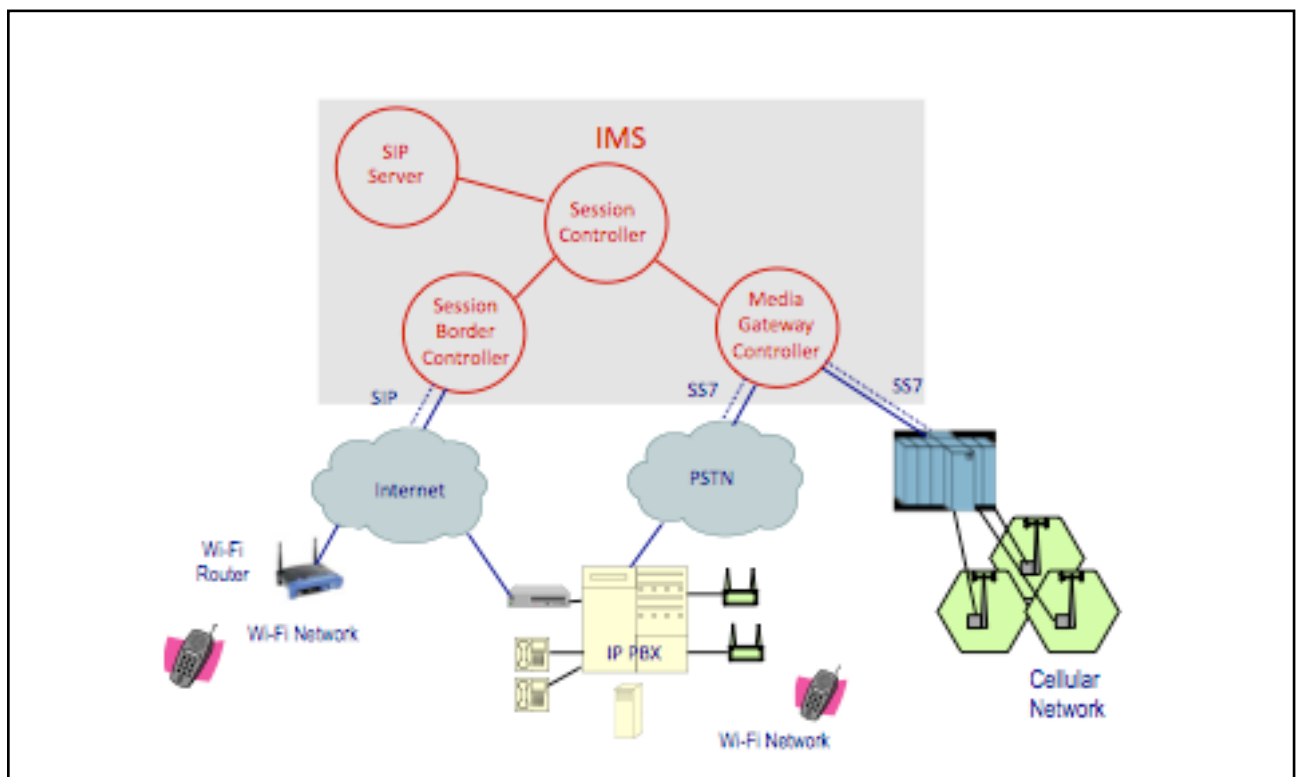 IMS
SIP
Server
Session
Controller
Session
Border
Controller
Media
Gateway
Controller
SIP
SS7
SS7
Internet
PSTN
Wi-Fi
Router
Wi-Fi Network
IP PBX
Wi-Fi Network
Cellular
Network